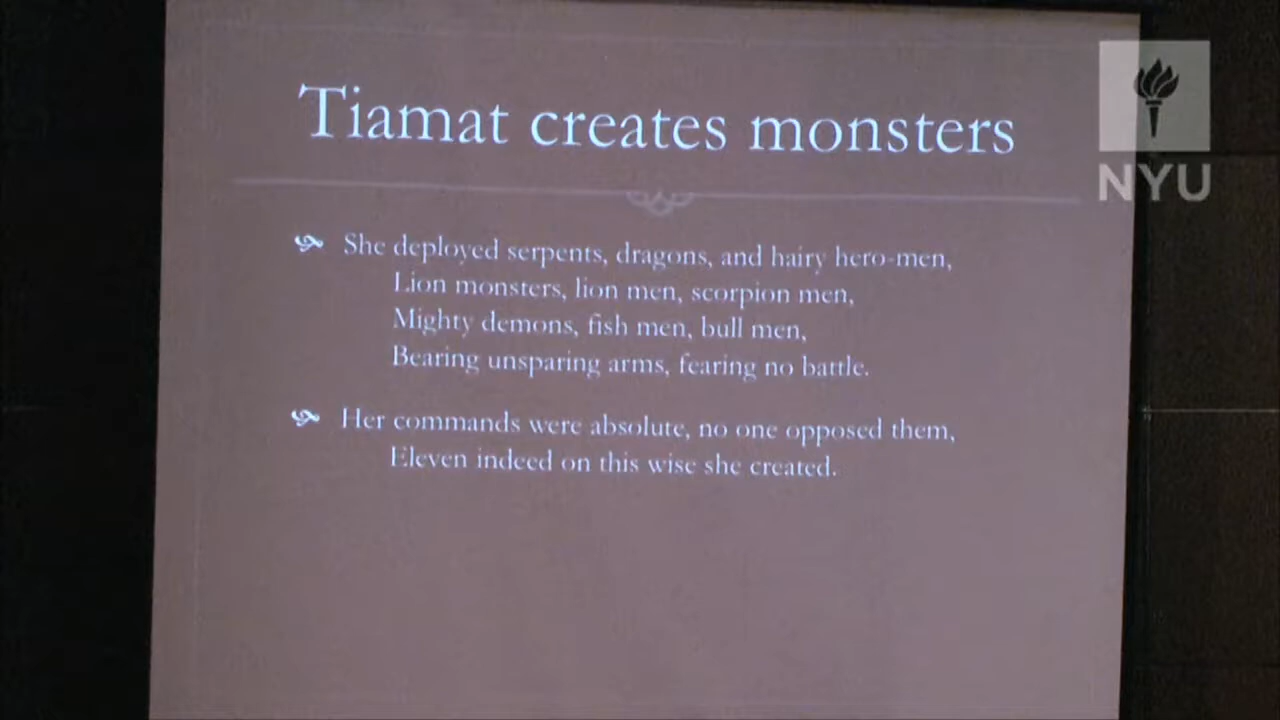 Tiamat creates monsters
NYU
She deployed serpents, dragons, and hairy hero-men,
Lion monsters, lion men, scorpion men,
Mighty demons, fish men, bull men,
Bearing unsparing arms, fearing no battle.
Her commands were absolute, no one opposed them,
Eleven indeed on this wise she created.